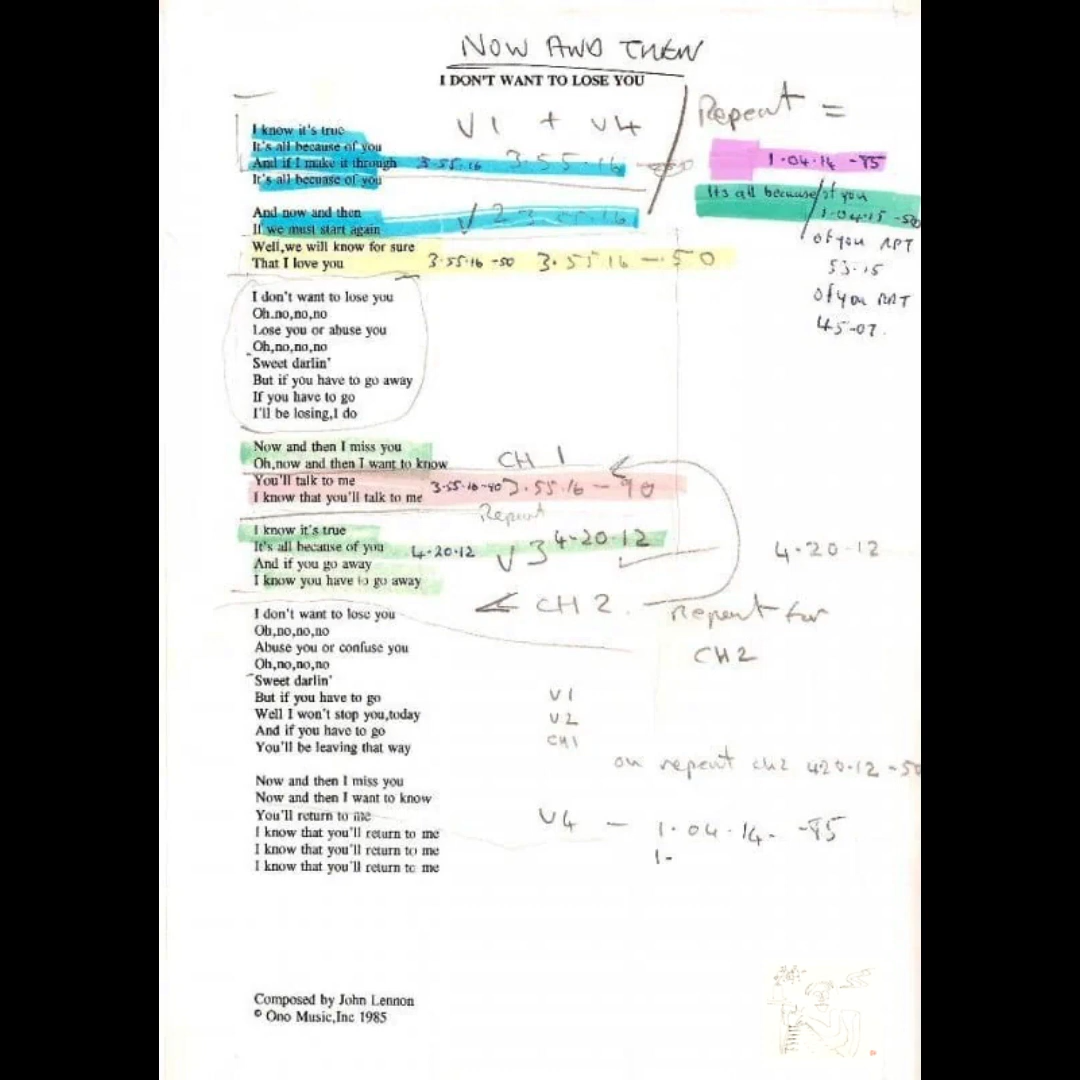 NOW AND THEN
I DON'T WANT TO LOSE YOU
Repeat =
V1 + V4
I know it's true
It's all because of you
And if I make it through 3-55-16 3-55-16
It's all becuase of you
1·04·14 -85
Its all because/of you
1·04·15 -50
of you RPT
53·15
of you RPT
45-07.
And now and then
If we must start again V2 3-55-16
Well,we will know for sure
That I love you 3·55·16 -50 3·55 16 — 50
I don't want to lose you
Oh.no,no,no
Lose you or abuse you
Oh,no,no,no
Sweet darlin'
But if you have to go away
If you have to go
I'll be losing,I do
Now and then I miss you
Oh,now and then I want to know CH 1
You'll talk to me 3-55-16-90 3.55.16 - 90
I know that you'll talk to me
Repeat
I know it's true
It's all because of you 4-20-12 V3 4-20-12
4-20-12
And if you go away
I know you have to go away
CH 2. Repeat for
CH2
I don't want to lose you
Oh,no,no,no
Abuse you or confuse you
Oh,no,no,no
Sweet darlin'
But if you have to go V1
Well I won't stop you,today V2
And if you have to go CH1
You'll be leaving that way
on repeat ch2 420·12 -50
Now and then I miss you
Now and then I want to know
You'll return to me V4 - 1·04·14- -85
I know that you'll return to me
I know that you'll return to me 1-
I know that you'll return to me
Composed by John Lennon
© Ono Music,Inc 1985